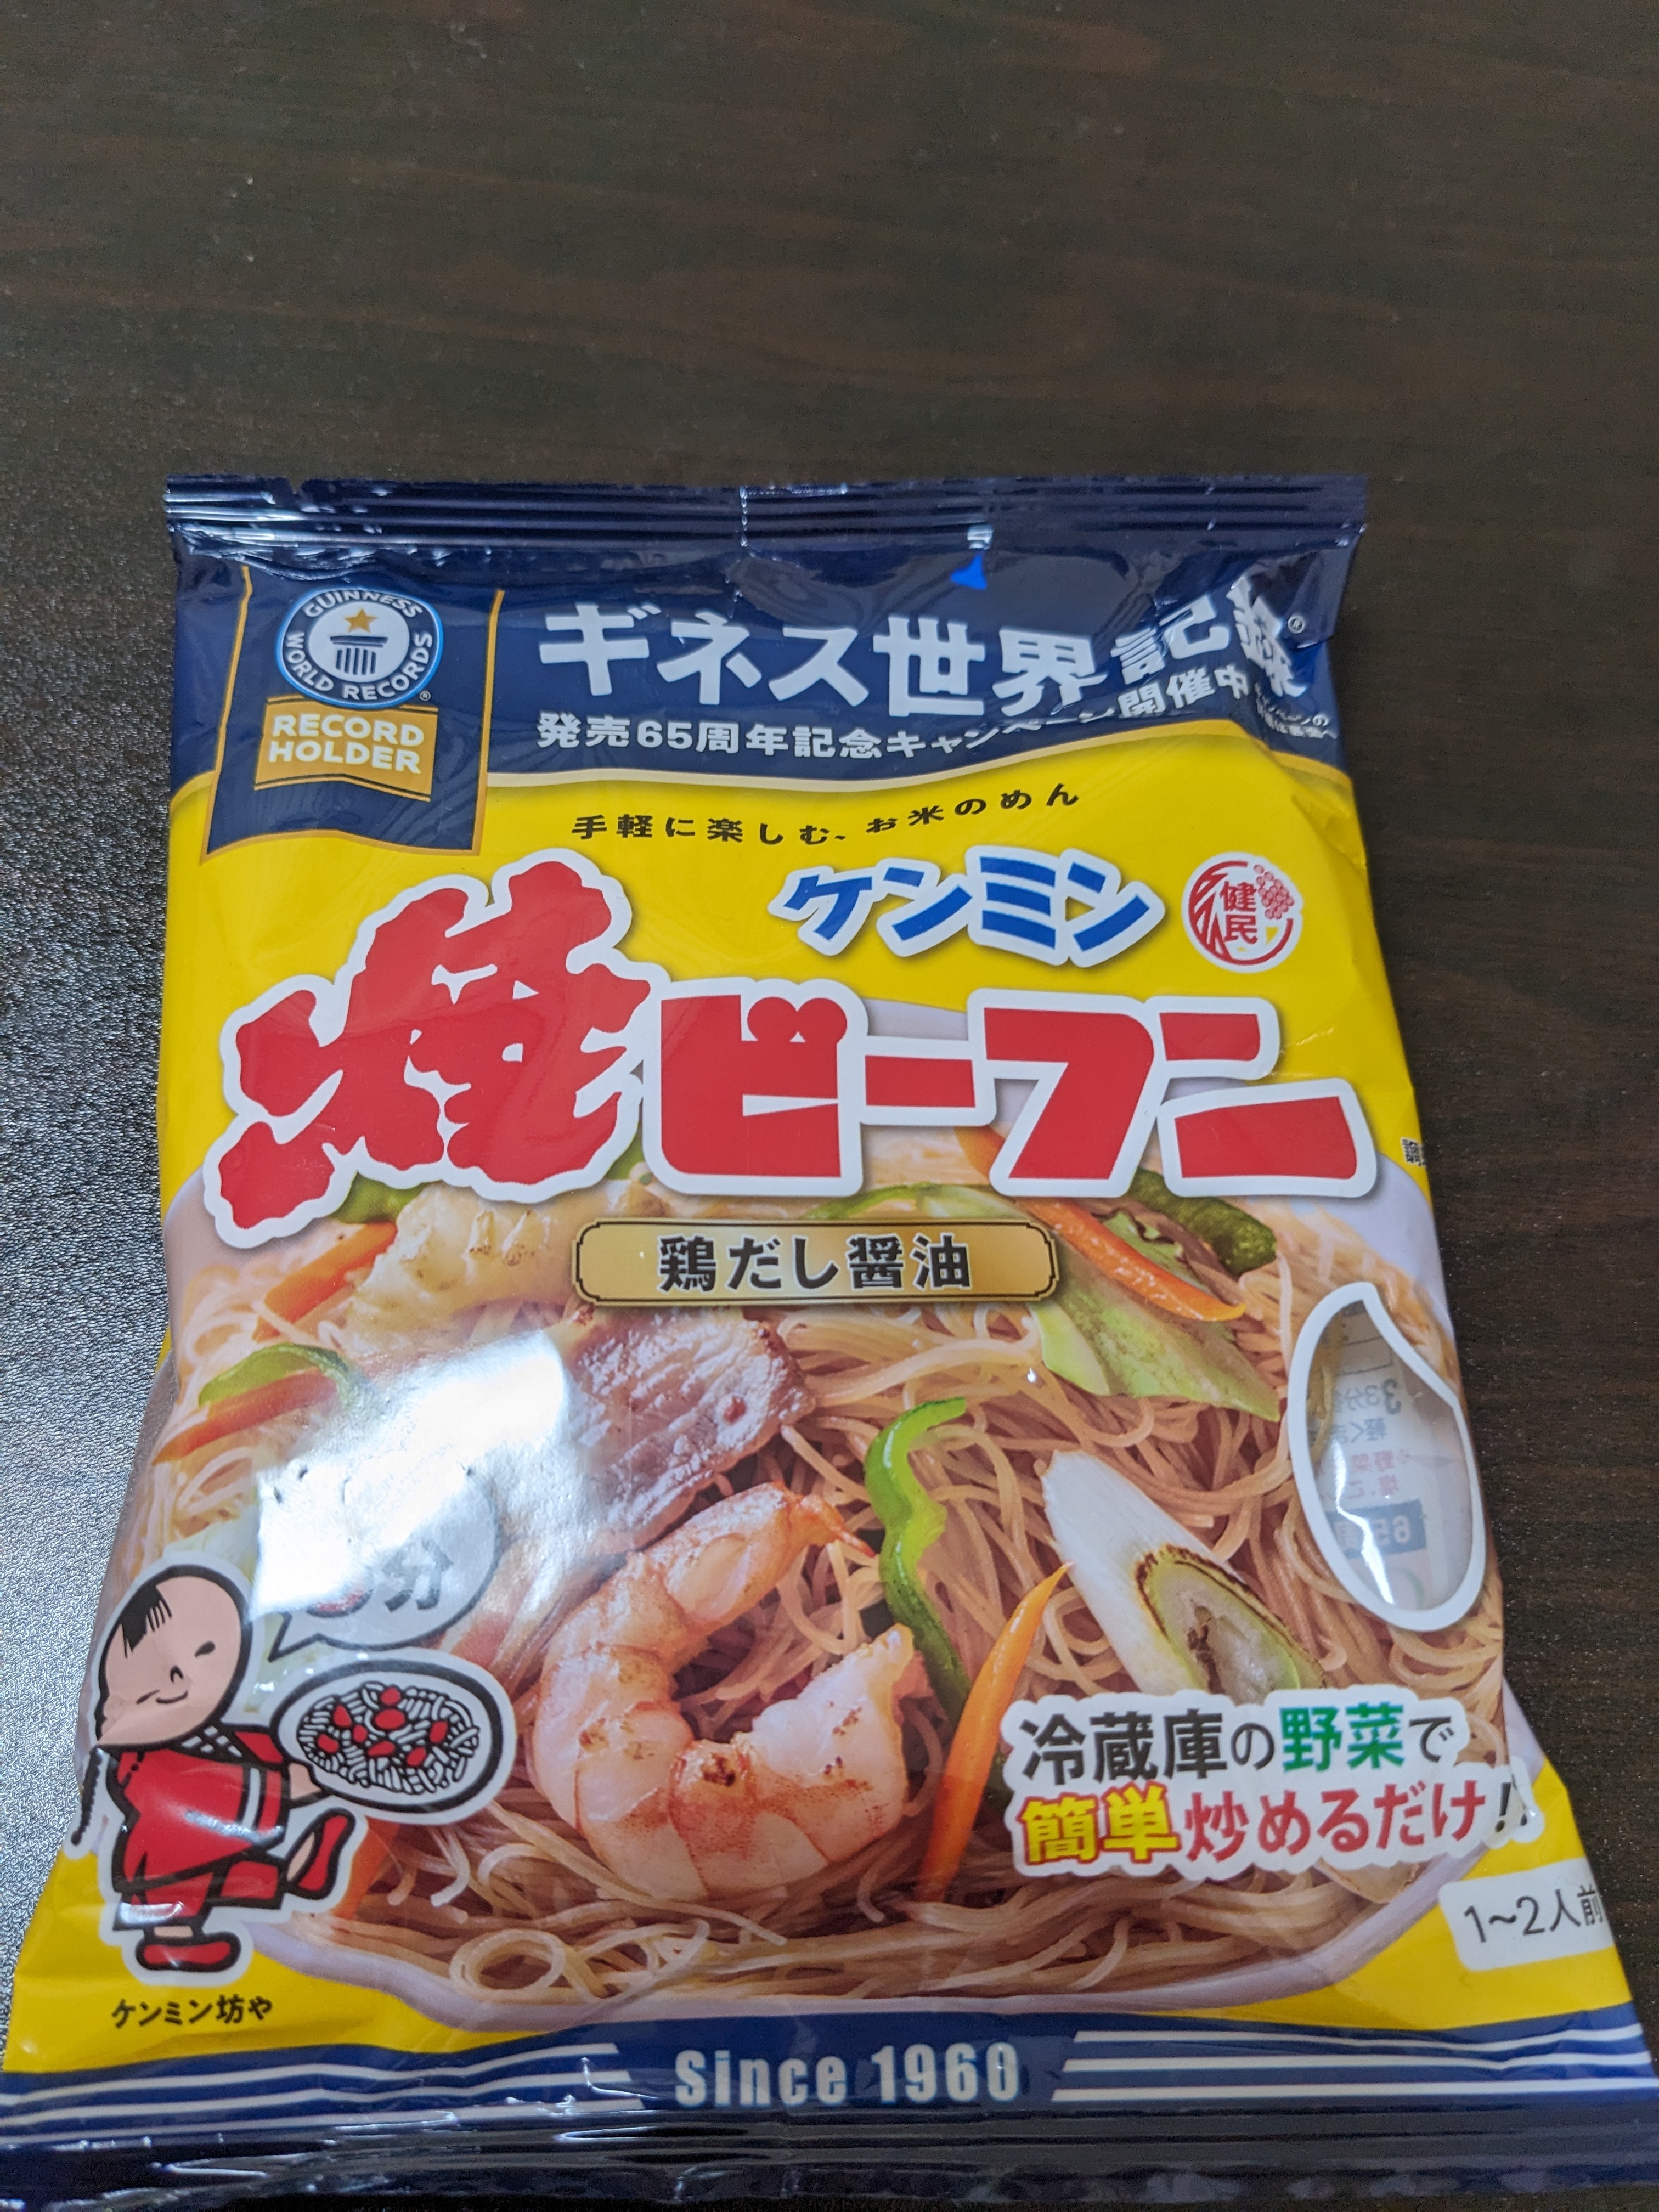 GUINNESS WORLD RECORDS
RECORD
HOLDER
ギネス世界記録®
発売65周年記念キャンペーン開催中
手軽に楽しむ、お米のめん
ケンミン
健民
焼ビーフン
鶏だし醤油
分
冷蔵庫の野菜で
簡単炒めるだけ!!
1~2人前
ケンミン坊や
Since 1960